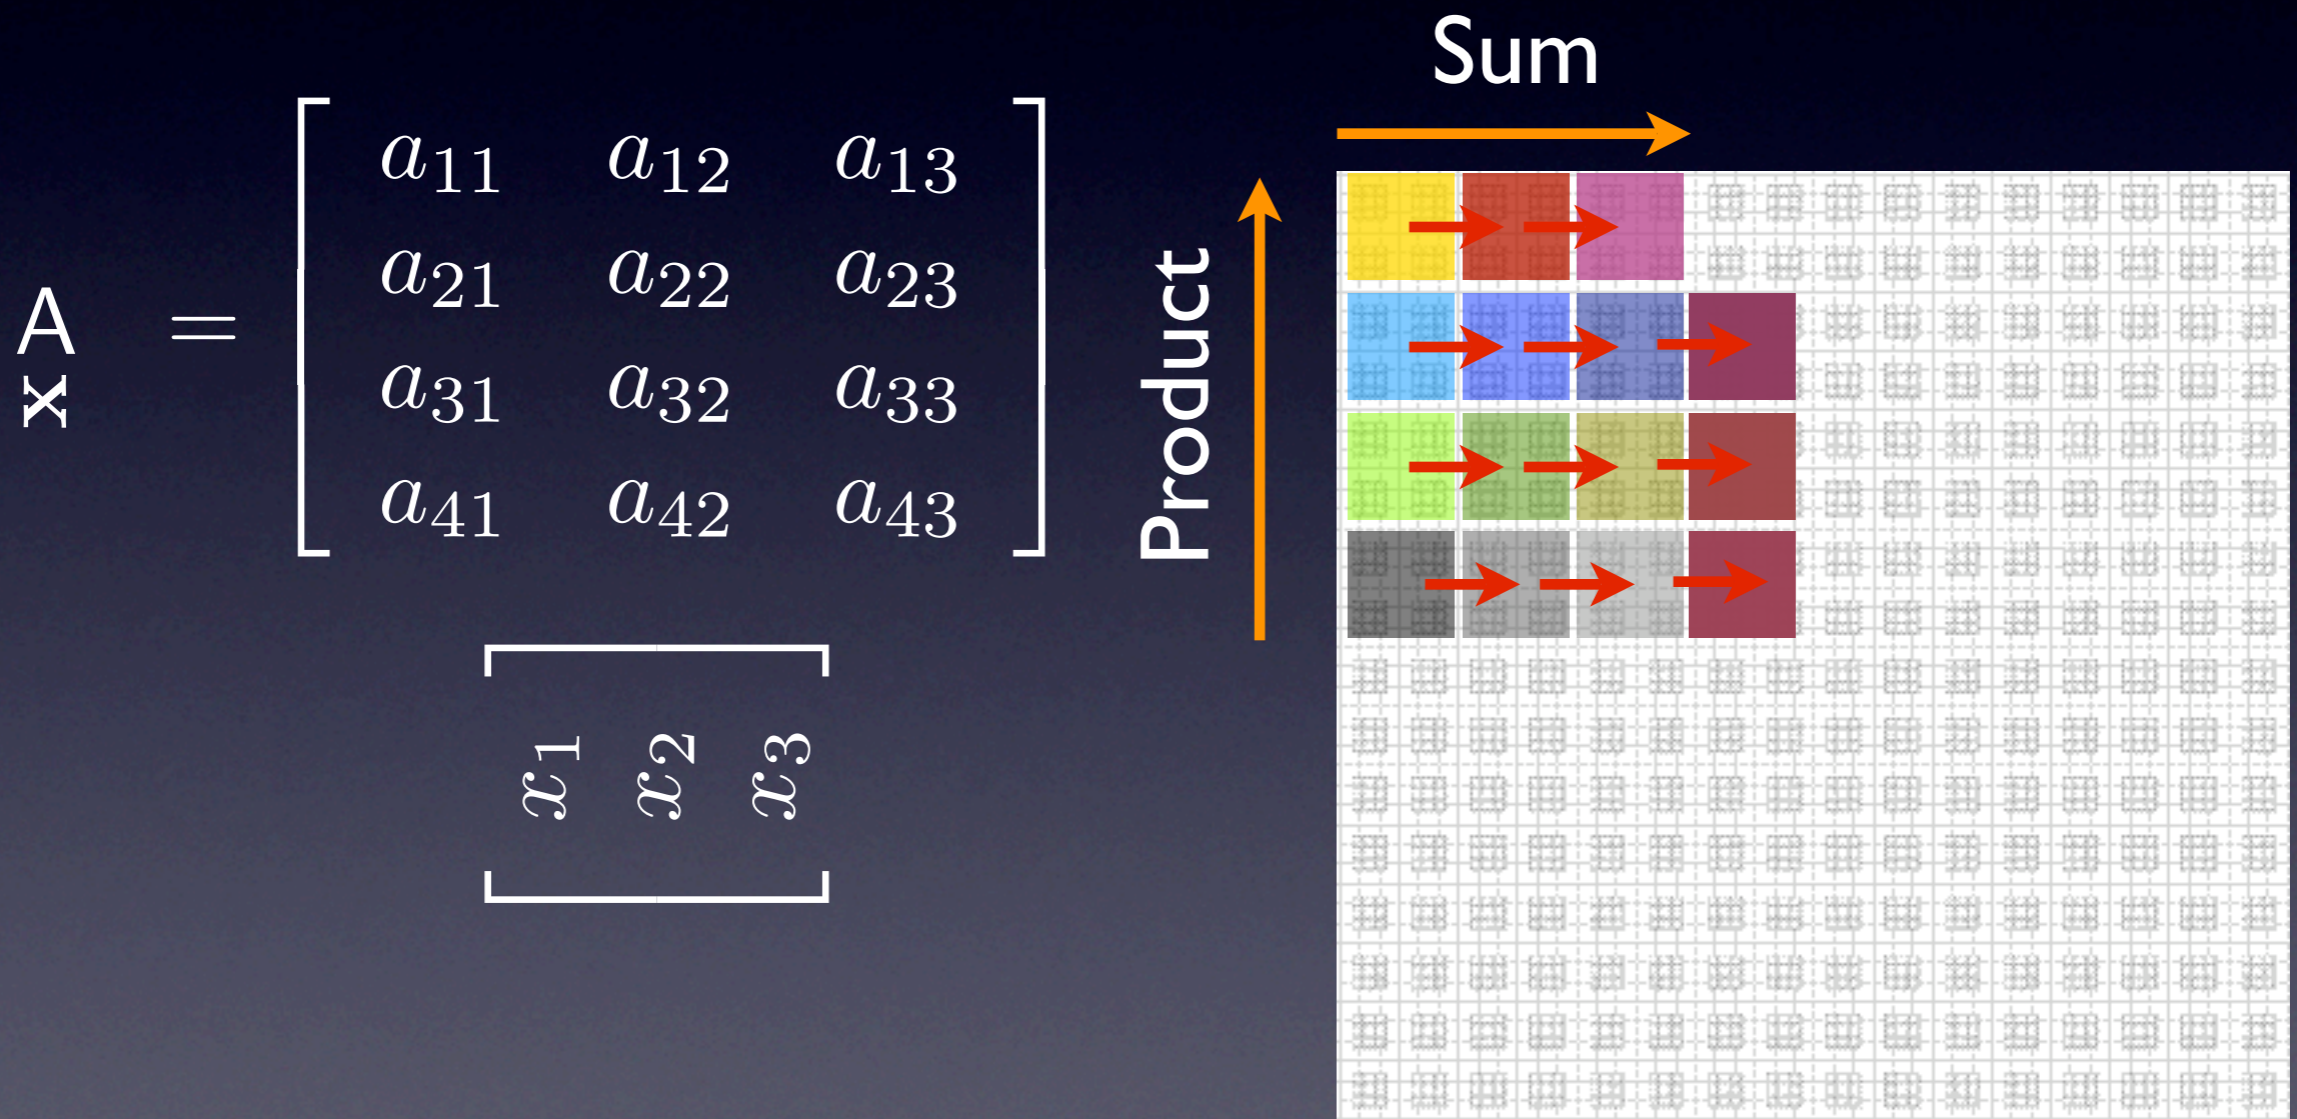 Sum
a11 a12 a13
a21 a22 a23
A = a31 a32 a33
x
a41 a42 a43
Product
x1 x2 x3